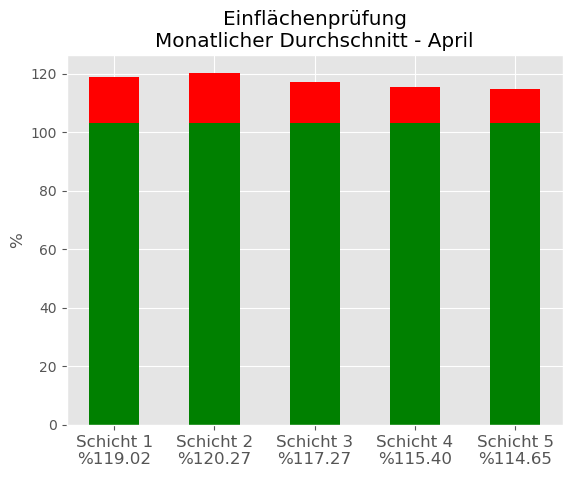 Einflächenprüfung
Monatlicher Durchschnitt - April
120
100
80
60
40
20
0
%
Schicht 1 Schicht 2 Schicht 3 Schicht 4 Schicht 5
%119.02 %120.27 %117.27 %115.40 %114.65